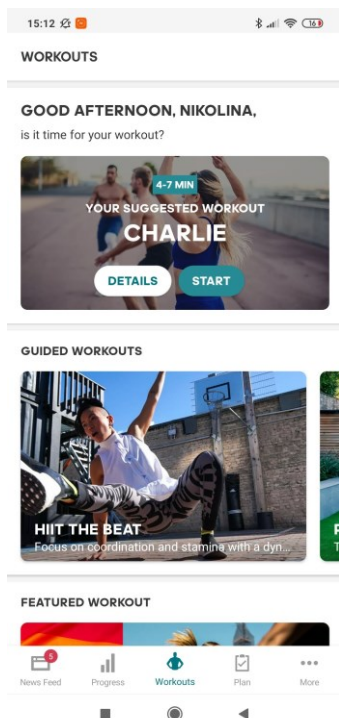 15:12
16
WORKOUTS
GOOD AFTERNOON, NIKOLINA,
is it time for your workout?
4-7 MIN
YOUR SUGGESTED WORKOUT
CHARLIE
DETAILS START
GUIDED WORKOUTS
HIIT THE BEAT
Focus on coordination and stamina with a dyn...
FEATURED WORKOUT
5
News Feed Progress Workouts Plan More